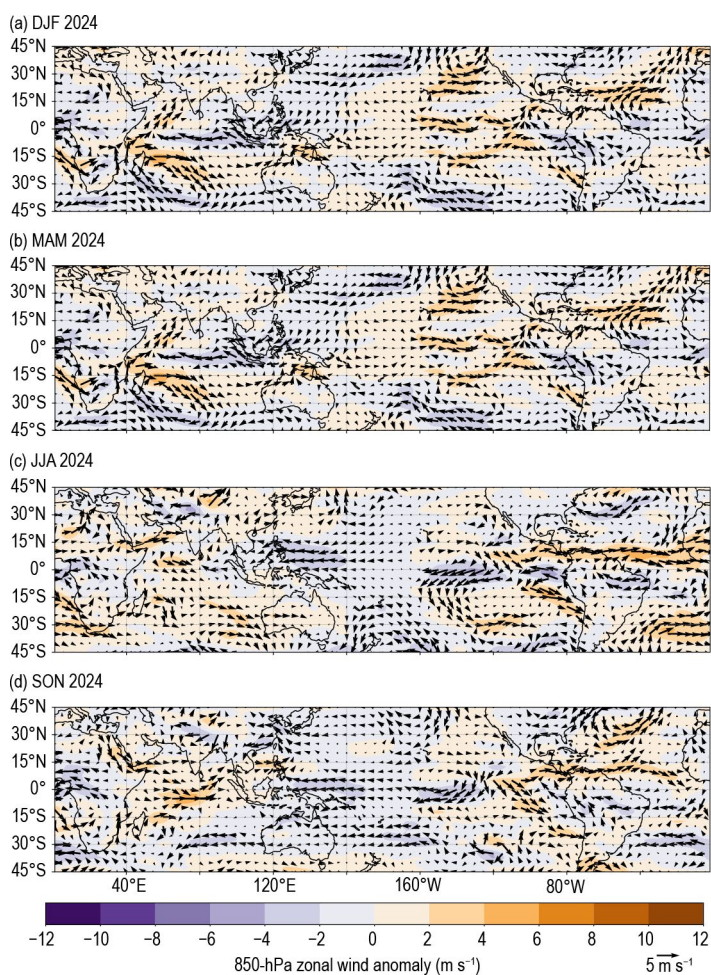 (a) DJF 2024
45°N
30°N
15°N
0°
15°S
30°S
45°S
(b) MAM 2024
45°N
30°N
15°N
0°
15°S
30°S
45°S
(c) JJA 2024
45°N
30°N
15°N
0°
15°S
30°S
45°S
(d) SON 2024
45°N
30°N
15°N
0°
15°S
30°S
45°S
40°E 120°E 160°W 80°W
−12 −10 −8 −6 −4 −2 0 2 4 6 8 10 12
850-hPa zonal wind anomaly (m s⁻¹) 5 m s⁻¹